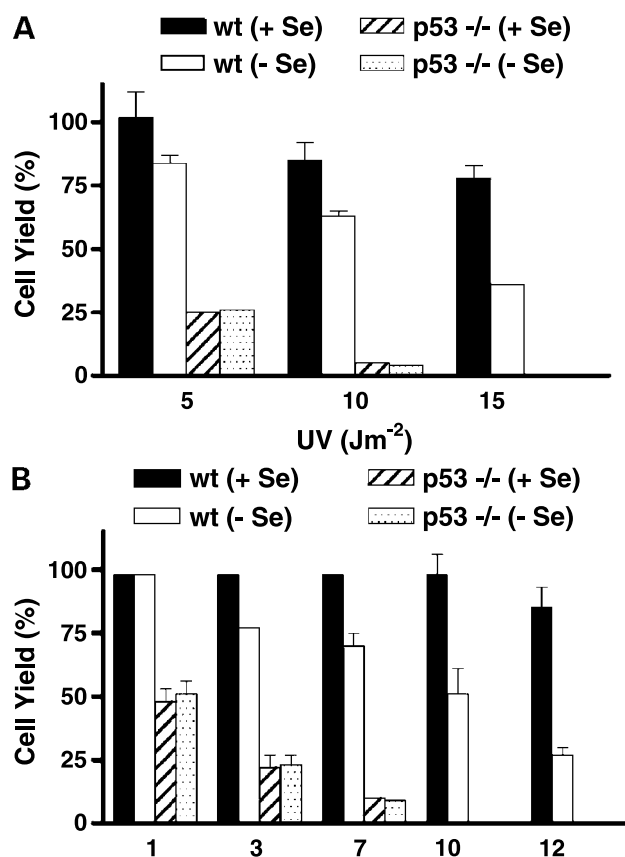 A
wt (+ Se) p53 -/- (+ Se)
wt (- Se) p53 -/- (- Se)
100
75
50
25
0
Cell Yield (%)
5 10 15
UV (Jm⁻²)
B
wt (+ Se) p53 -/- (+ Se)
wt (- Se) p53 -/- (- Se)
100
75
50
25
0
Cell Yield (%)
1 3 7 10 12